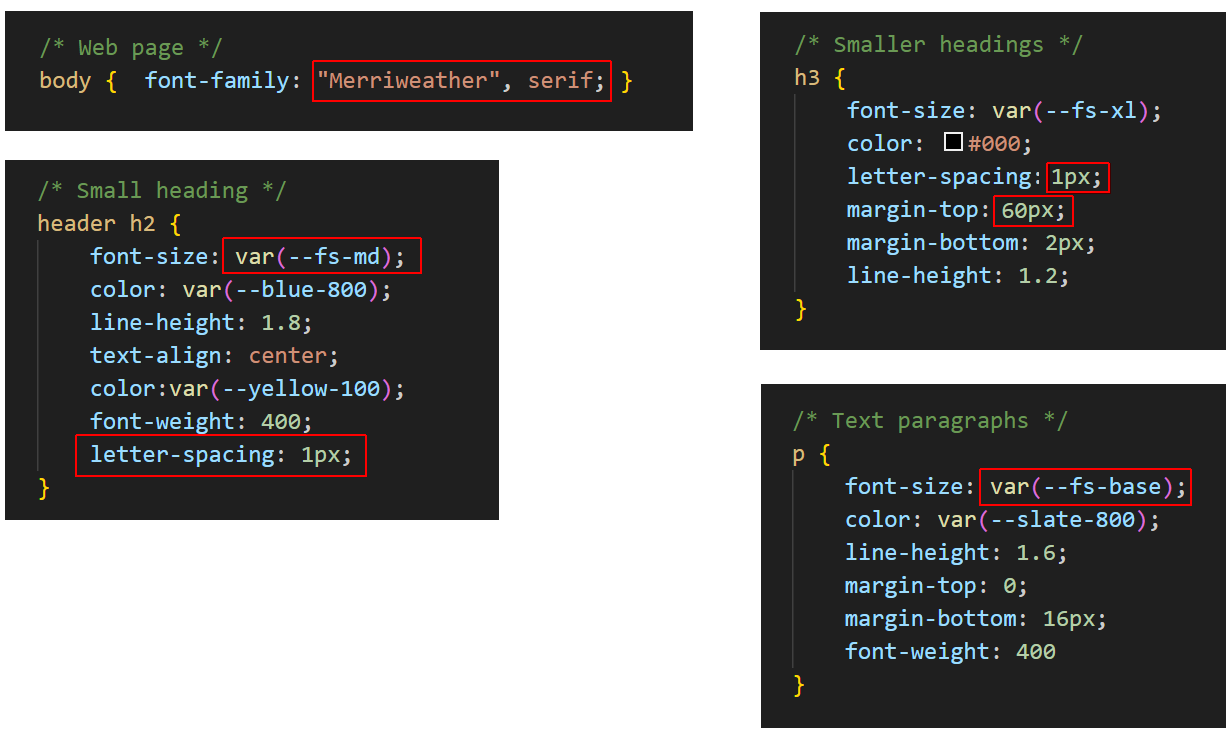 /* Web page */
body {  font-family: "Merriweather", serif; }
/* Small heading */
header h2 {
    font-size: var(--fs-md);
    color: var(--blue-800);
    line-height: 1.8;
    text-align: center;
    color:var(--yellow-100);
    font-weight: 400;
    letter-spacing: 1px;
}
/* Smaller headings */
h3 {
    font-size: var(--fs-xl);
    color: #000;
    letter-spacing: 1px;
    margin-top: 60px;
    margin-bottom: 2px;
    line-height: 1.2;
}
/* Text paragraphs */
p {
    font-size: var(--fs-base);
    color: var(--slate-800);
    line-height: 1.6;
    margin-top: 0;
    margin-bottom: 16px;
    font-weight: 400
}